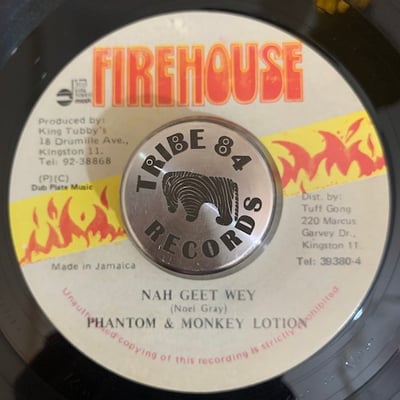 FIREHOUSE
Produced by:
King Tubby's
18 Drumille Ave.,
Kingston 11.
Tel: 92-38868
(P)(C)
Dub Plate Music
TRIBE 84
RECORDS
Dist. by:
Tuff Gong
220 Marcus
Garvey Dr.,
Kingston 11.
Tel: 39380-4
Made in Jamaica
NAH GEET WEY
(Noel Gray)
PHANTOM & MONKEY LOTION
Unauthorized copying of this recording is strictly prohibited